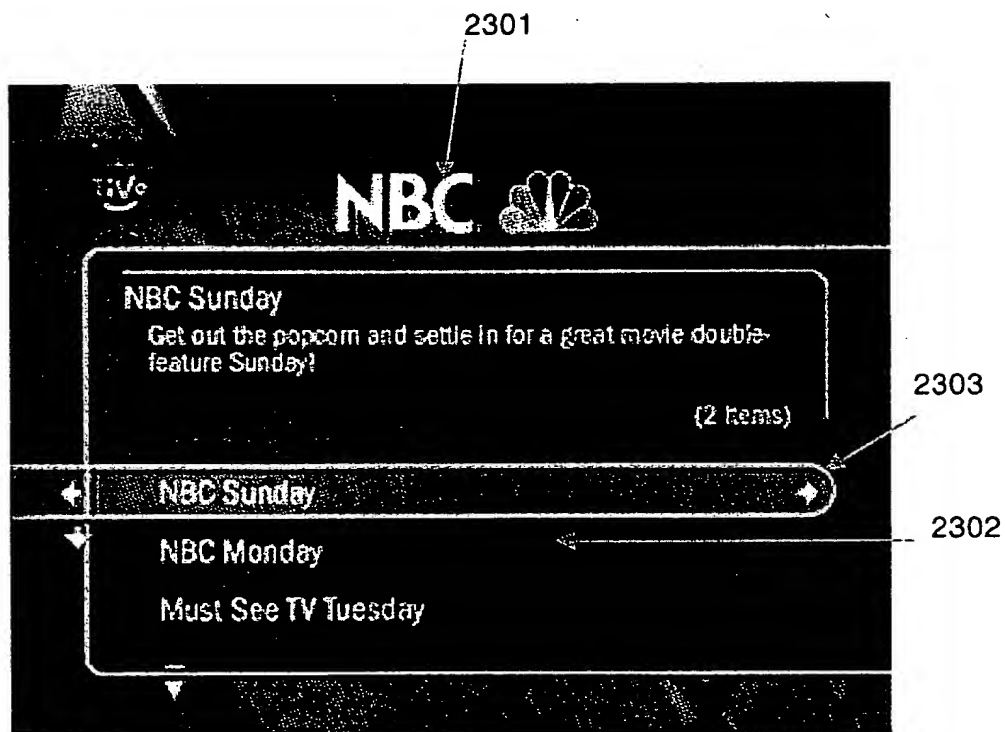 2301
TiVo
NBC
NBC Sunday
Get out the popcorn and settle in for a great movie double-
feature Sunday!
(2 items)
2303
NBC Sunday
2302
NBC Monday
Must See TV Tuesday